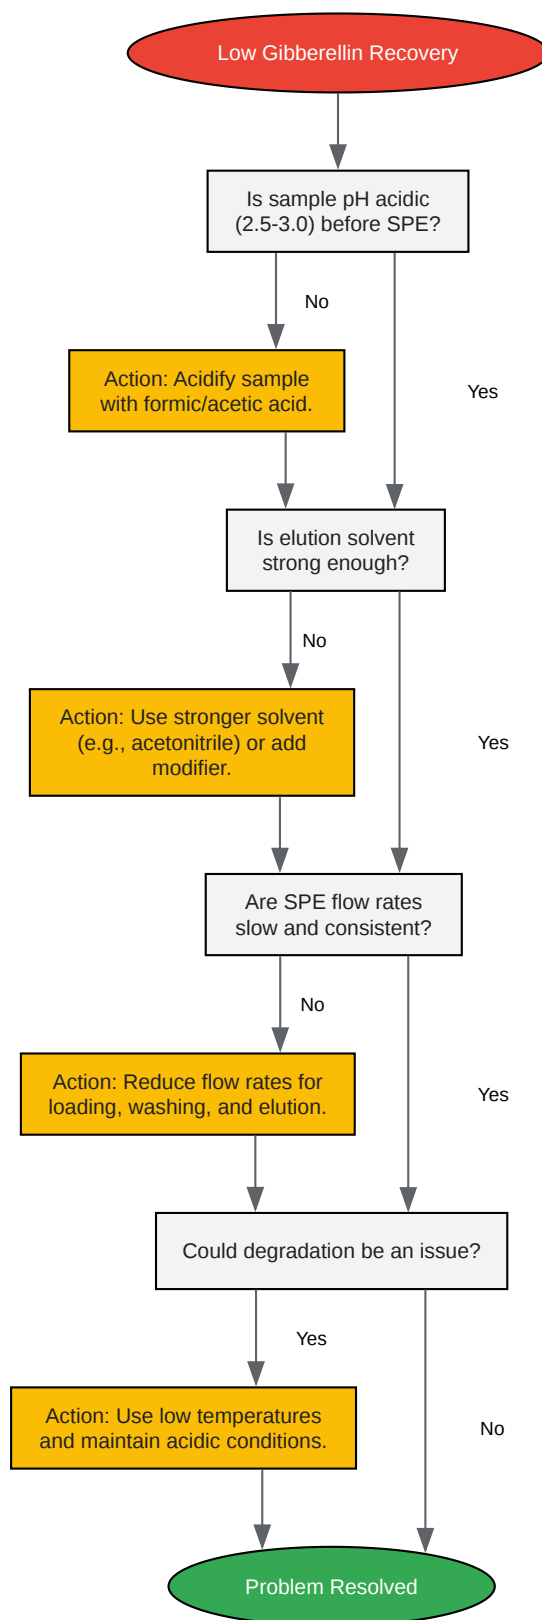 Low Gibberellin Recovery
Is sample pH acidic
(2.5-3.0) before SPE?
No
Action: Acidify sample
with formic/acetic acid.
Yes
Is elution solvent
strong enough?
No
Action: Use stronger solvent
(e.g., acetonitrile) or add
modifier.
Yes
Are SPE flow rates
slow and consistent?
No
Action: Reduce flow rates for
loading, washing, and elution.
Yes
Could degradation be an issue?
Yes
Action: Use low temperatures
and maintain acidic conditions.
No
Problem Resolved